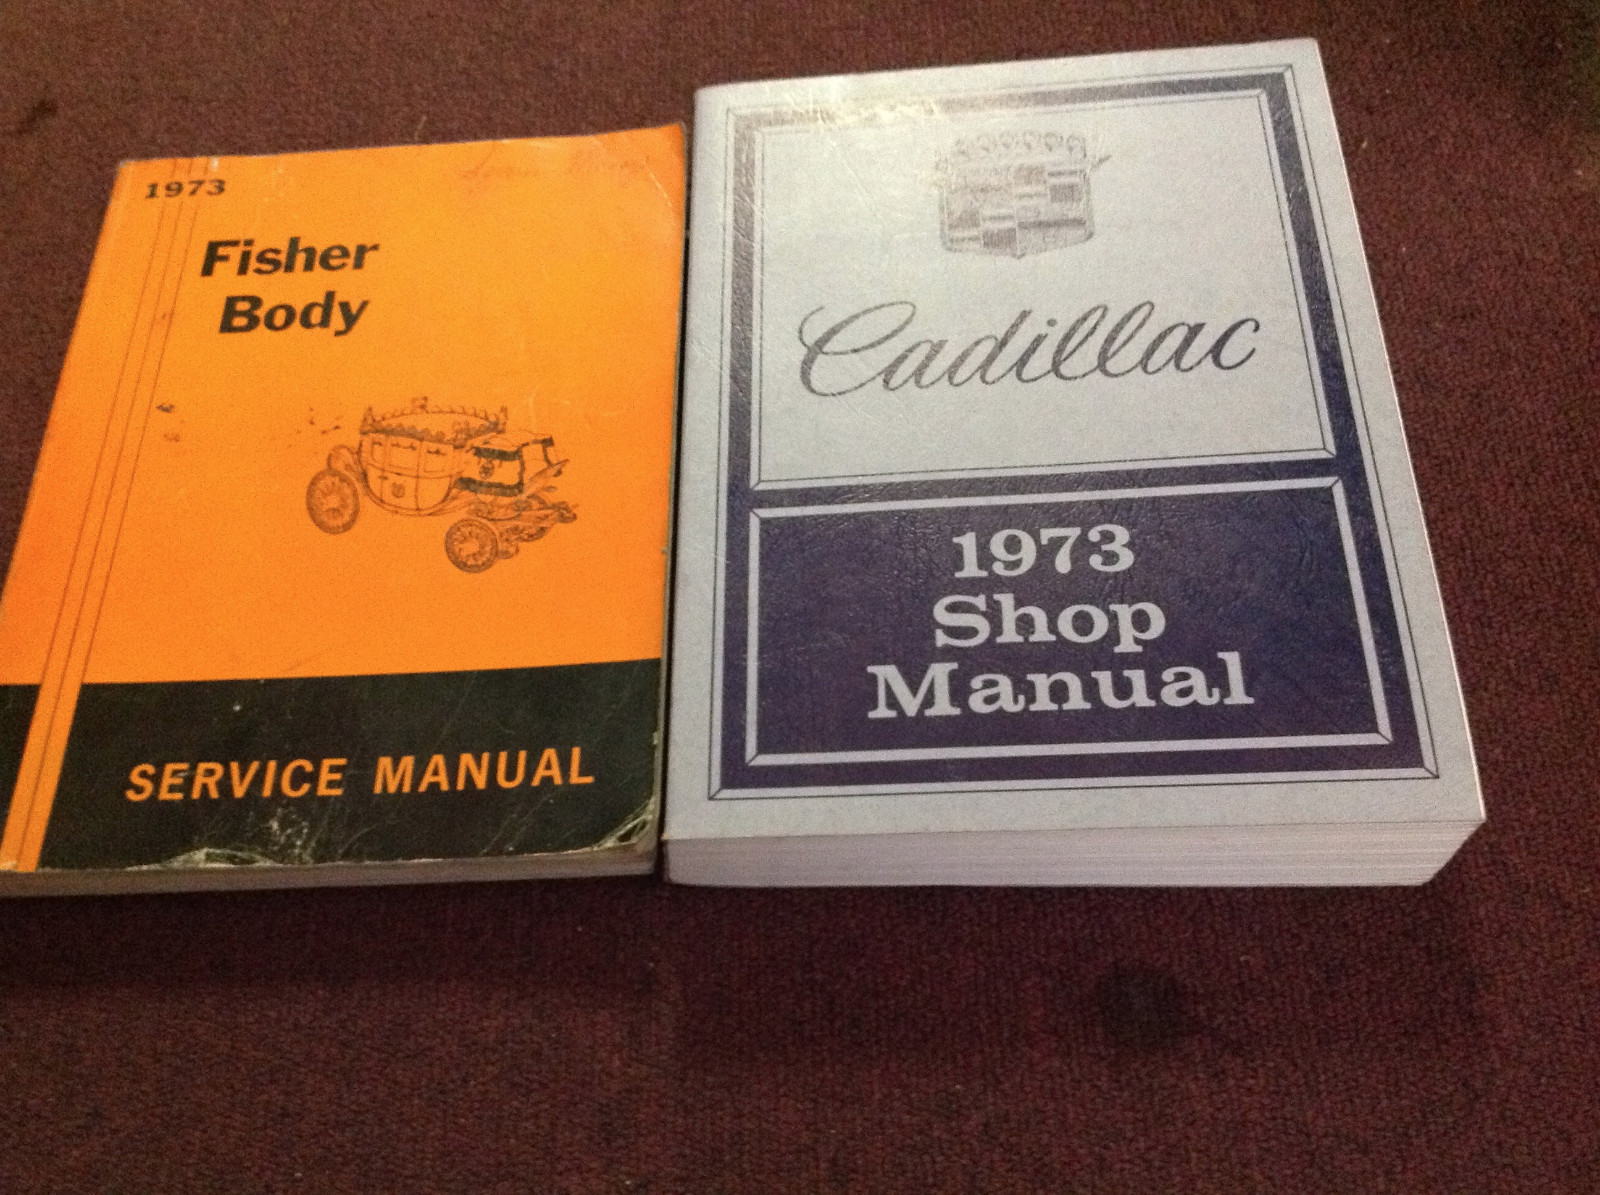 1973
Fisher
Body
SERVICE MANUAL
Cadillac
1973
Shop
Manual